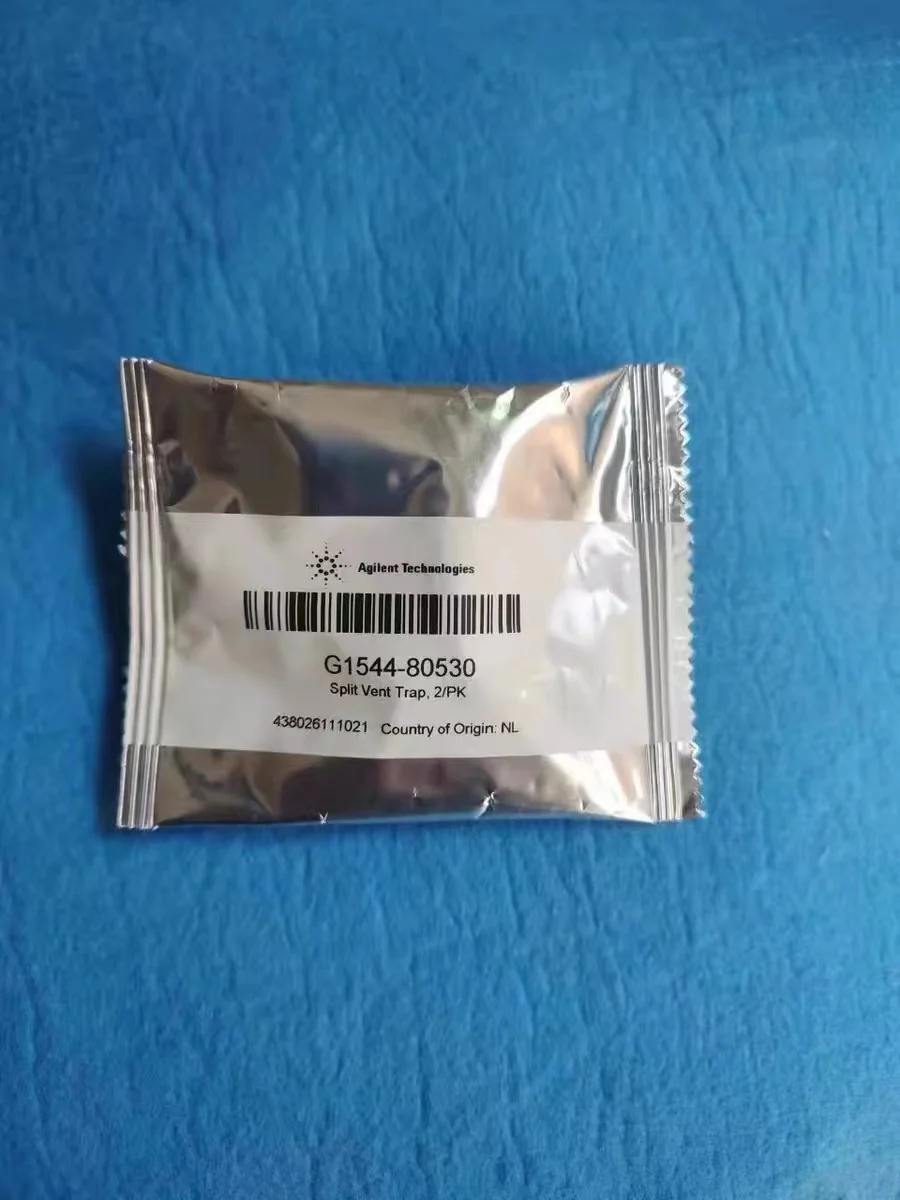 Agilent Technologies
G1544-80530
Split Vent Trap, 2/PK
438026111021 Country of Origin: NL